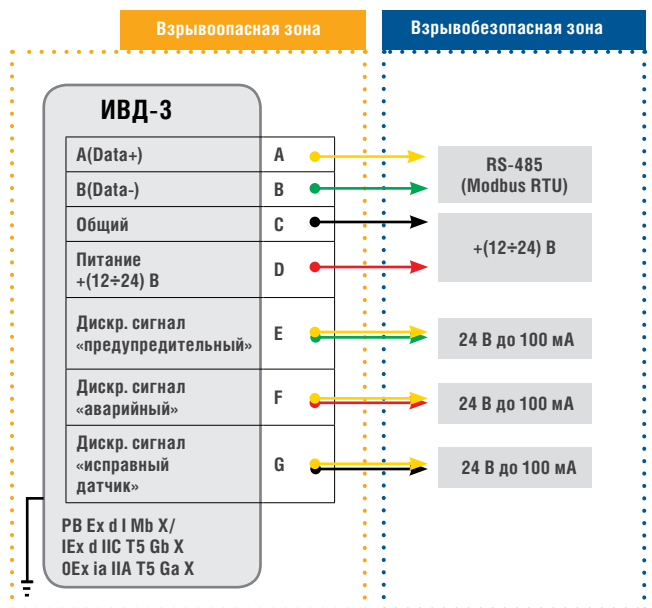 Взрывоопасная зона
Взрывобезопасная зона
ИВД-3
A(Data+) A
B(Data-) B
Общий C
Питание
+(12÷24) В D
Дискр. сигнал
«предупредительный» E
Дискр. сигнал
«аварийный» F
Дискр. сигнал
«исправный
датчик» G
RS-485
(Modbus RTU)
+(12÷24) В
24 В до 100 мА
24 В до 100 мА
24 В до 100 мА
PB Ex d I Mb X/
IEx d IIC T5 Gb X
0Ex ia IIA T5 Ga X